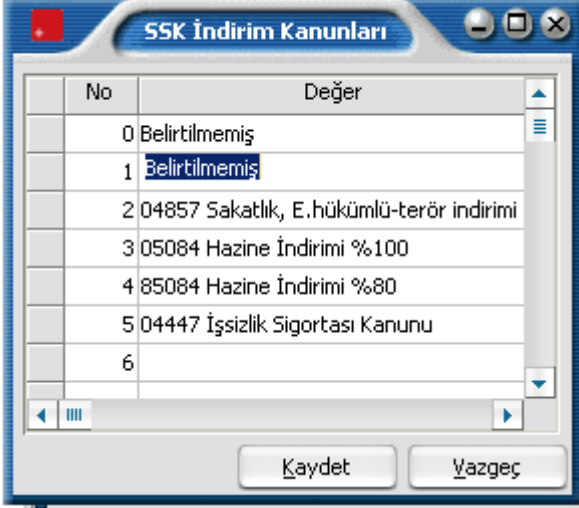 SSK İndirim Kanunları
No Değer
0 Belirtilmemiş
1 Belirtilmemiş
2 04857 Sakatlık, E.hükümlü-terör indirimi
3 05084 Hazine İndirimi %100
4 85084 Hazine İndirimi %80
5 04447 İşsizlik Sigortası Kanunu
6
Kaydet Vazgeç